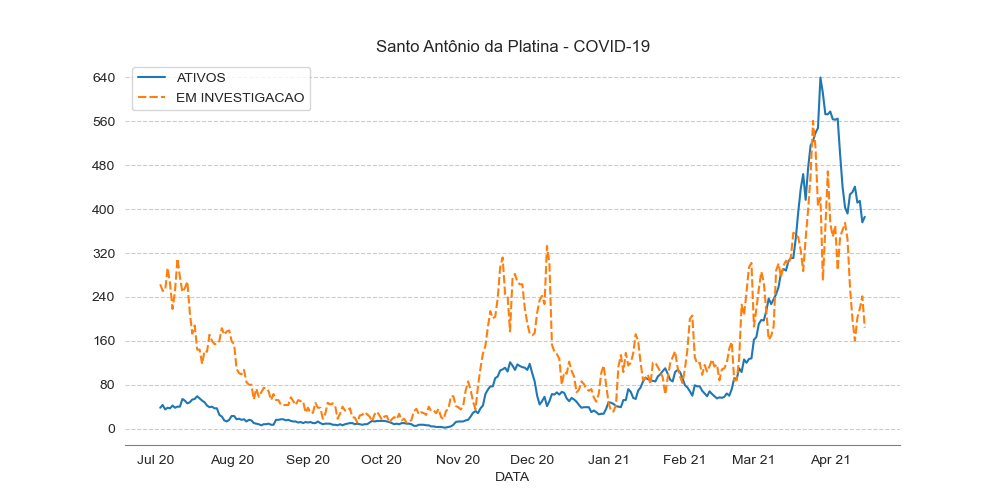 Santo Antônio da Platina - COVID-19
ATIVOS
EM INVESTIGACAO
640
560
480
400
320
240
160
80
0
Jul 20 Aug 20 Sep 20 Oct 20 Nov 20 Dec 20 Jan 21 Feb 21 Mar 21 Apr 21
DATA